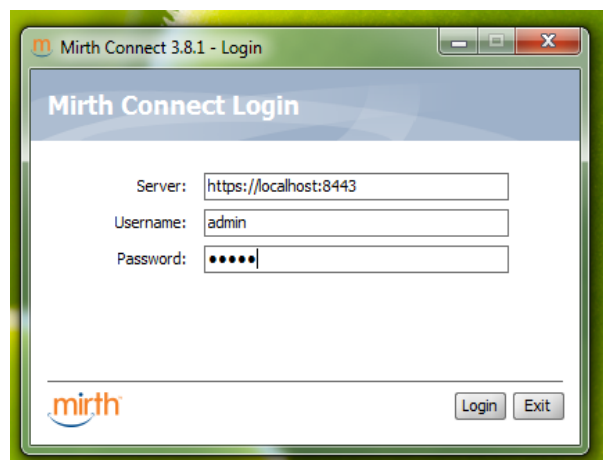 Mirth Connect 3.8.1 - Login
Mirth Connect Login
Server: https://localhost:8443
Username: admin
Password: •••••
mirth
Login Exit